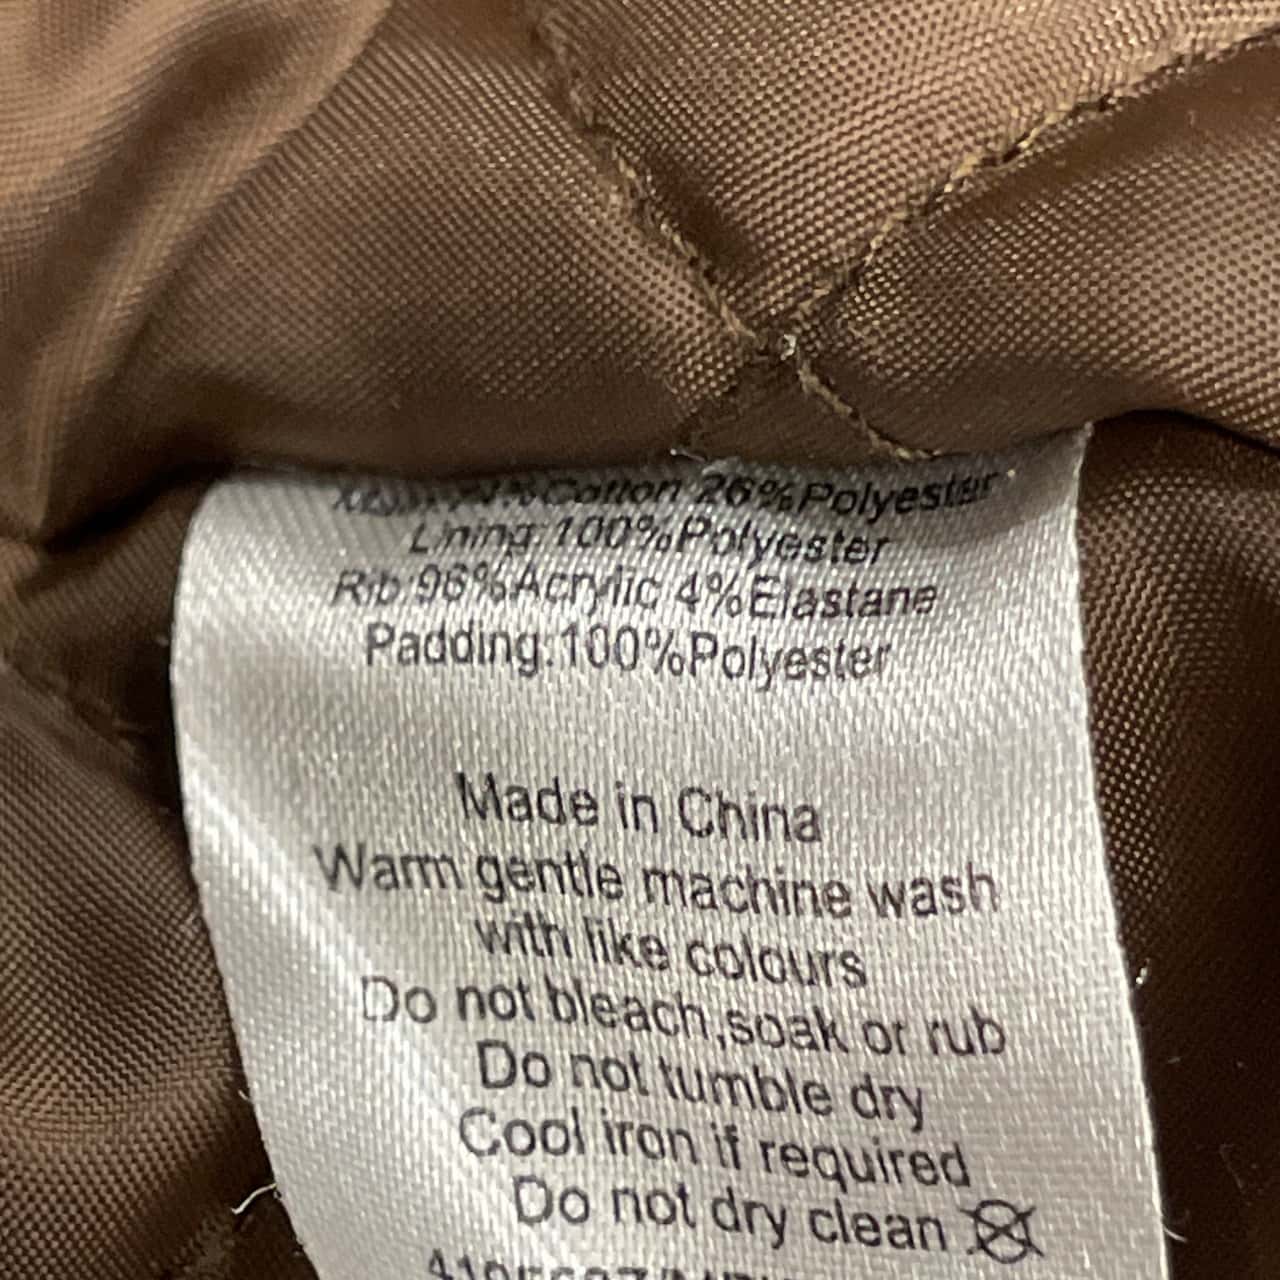 Cotton 26%Polyester
Lining:100%Polyester
Rib:96%Acrylic 4%Elastane
Padding:100%Polyester
Made in China
Warm gentle machine wash
with like colours
Do not bleach,soak or rub
Do not tumble dry
Cool iron if required
Do not dry clean